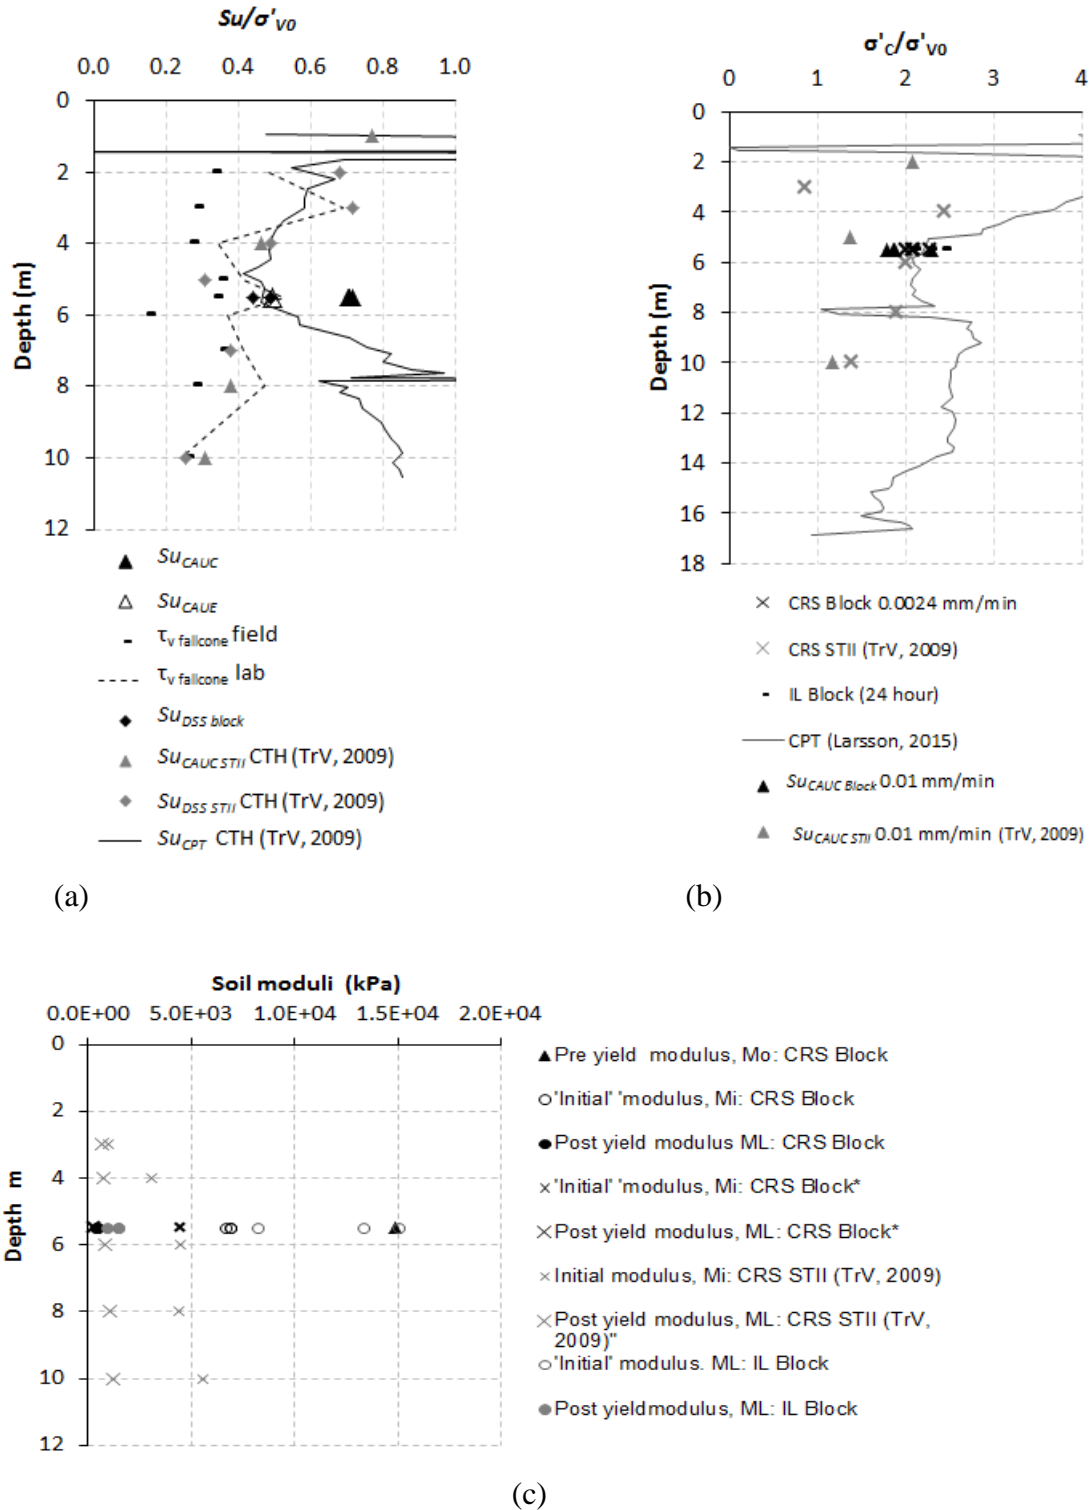 Su/σ'V0
0.0 0.2 0.4 0.6 0.8 1.0
0
2
4
6
8
10
12
Depth (m)
SuCAUC
SuCAUE
τv fallcone field
τv fallcone lab
SuDSS block
SuCAUC STII CTH (TrV, 2009)
SuDSS STII CTH (TrV, 2009)
SuCPT CTH (TrV, 2009)
(a)
σ'C/σ'V0
0 1 2 3 4
0
2
4
6
8
10
12
14
16
18
Depth (m)
CRS Block 0.0024 mm/min
CRS STII (TrV, 2009)
IL Block (24 hour)
CPT (Larsson, 2015)
SuCAUC Block 0.01 mm/min
SuCAUC STII 0.01 mm/min (TrV, 2009)
(b)
Soil moduli (kPa)
0.0E+00 5.0E+03 1.0E+04 1.5E+04 2.0E+04
0
2
4
6
8
10
12
Depth m
Pre yield modulus, Mo: CRS Block
'Initial' 'modulus, Mi: CRS Block
Post yield modulus ML: CRS Block
'Initial' 'modulus, Mi: CRS Block*
Post yield modulus, ML: CRS Block*
Initial modulus, Mi: CRS STII (TrV, 2009)
Post yield modulus, ML: CRS STII (TrV,
2009)"
'Initial' modulus. ML: IL Block
Post yield modulus, ML: IL Block
(c)